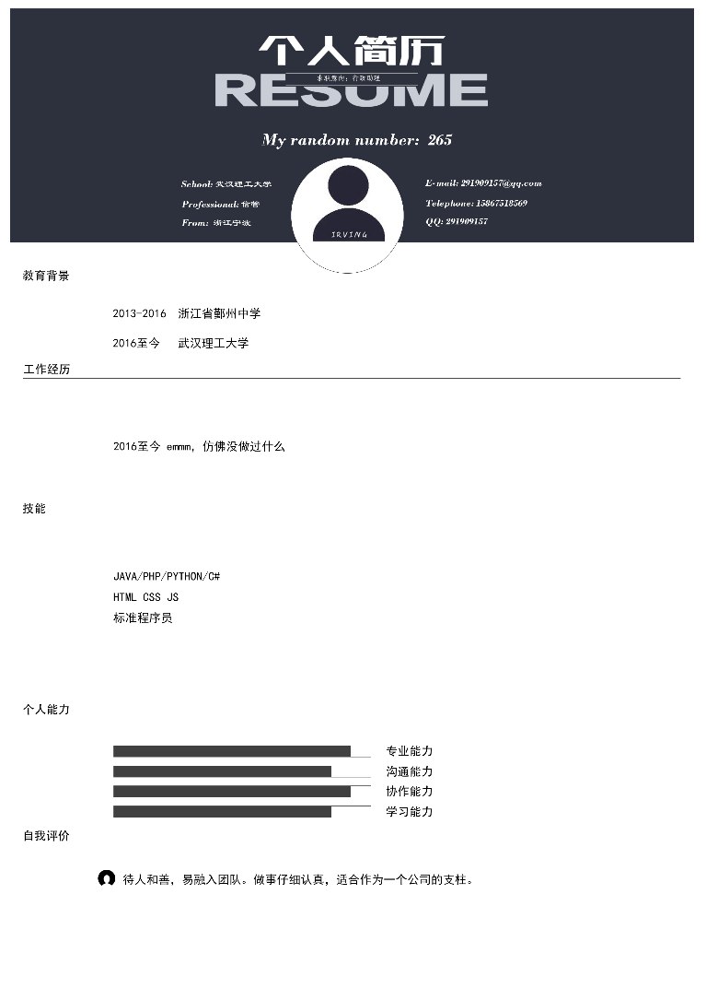 个人简历
RESUME
求职意向：行政助理
My random number: 265
School: 武汉理工大学
Professional: 信管
From: 浙江宁波
E-mail: 291909157@qq.com
Telephone: 15867518569
QQ: 291909157
IRVING
教育背景
2013-2016 浙江省鄞州中学
2016至今 武汉理工大学
工作经历
2016至今 emmm，仿佛没做过什么
技能
JAVA/PHP/PYTHON/C#
HTML CSS JS
标准程序员
个人能力
专业能力
沟通能力
协作能力
学习能力
自我评价
待人和善，易融入团队。做事仔细认真，适合作为一个公司的支柱。